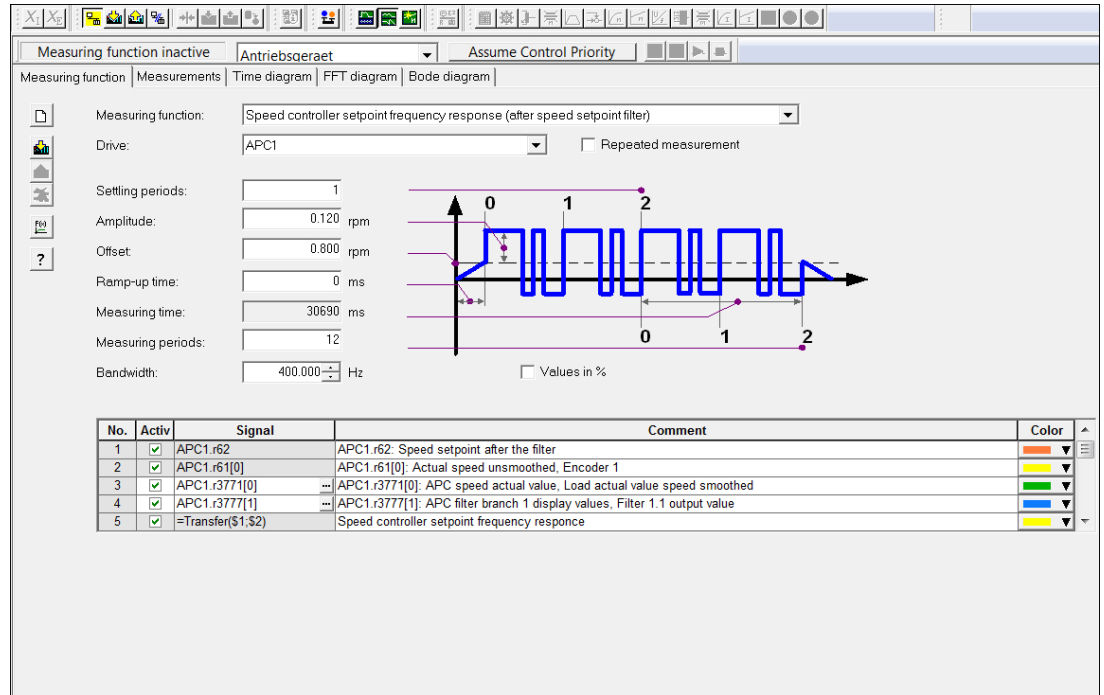 Measuring function inactive Antriebsgeraet Assume Control Priority
Measuring function Measurements Time diagram FFT diagram Bode diagram
Measuring function: Speed controller setpoint frequency response (after speed setpoint filter)
Drive: APC1 Repeated measurement
Settling periods: 1
Amplitude: 0.120 rpm
Offset: 0.800 rpm
Ramp-up time: 0 ms
Measuring time: 30690 ms
Measuring periods: 12
Bandwidth: 400.000 Hz
0 1 2
0 1 2
Values in %
?
No. Activ Signal Comment Color
1 APC1.r62 APC1.r62: Speed setpoint after the filter
2 APC1.r61[0] APC1.r61[0]: Actual speed unsmoothed, Encoder 1
3 APC1.r3771[0] ... APC1.r3771[0]: APC speed actual value, Load actual value speed smoothed
4 APC1.r3777[1] ... APC1.r3777[1]: APC filter branch 1 display values, Filter 1.1 output value
5 =Transfer($1;$2) Speed controller setpoint frequency responce